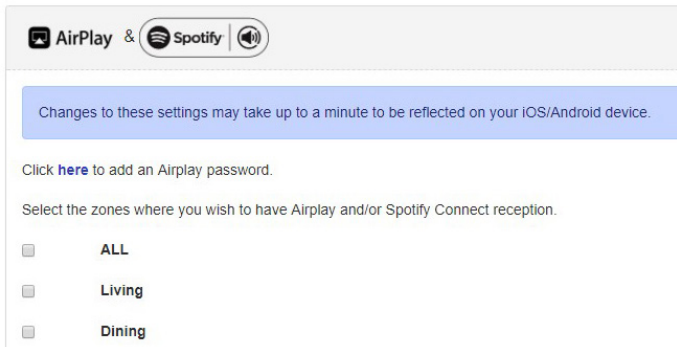 AirPlay & Spotify
Changes to these settings may take up to a minute to be reflected on your iOS/Android device.
Click here to add an Airplay password.
Select the zones where you wish to have Airplay and/or Spotify Connect reception.
ALL
Living
Dining